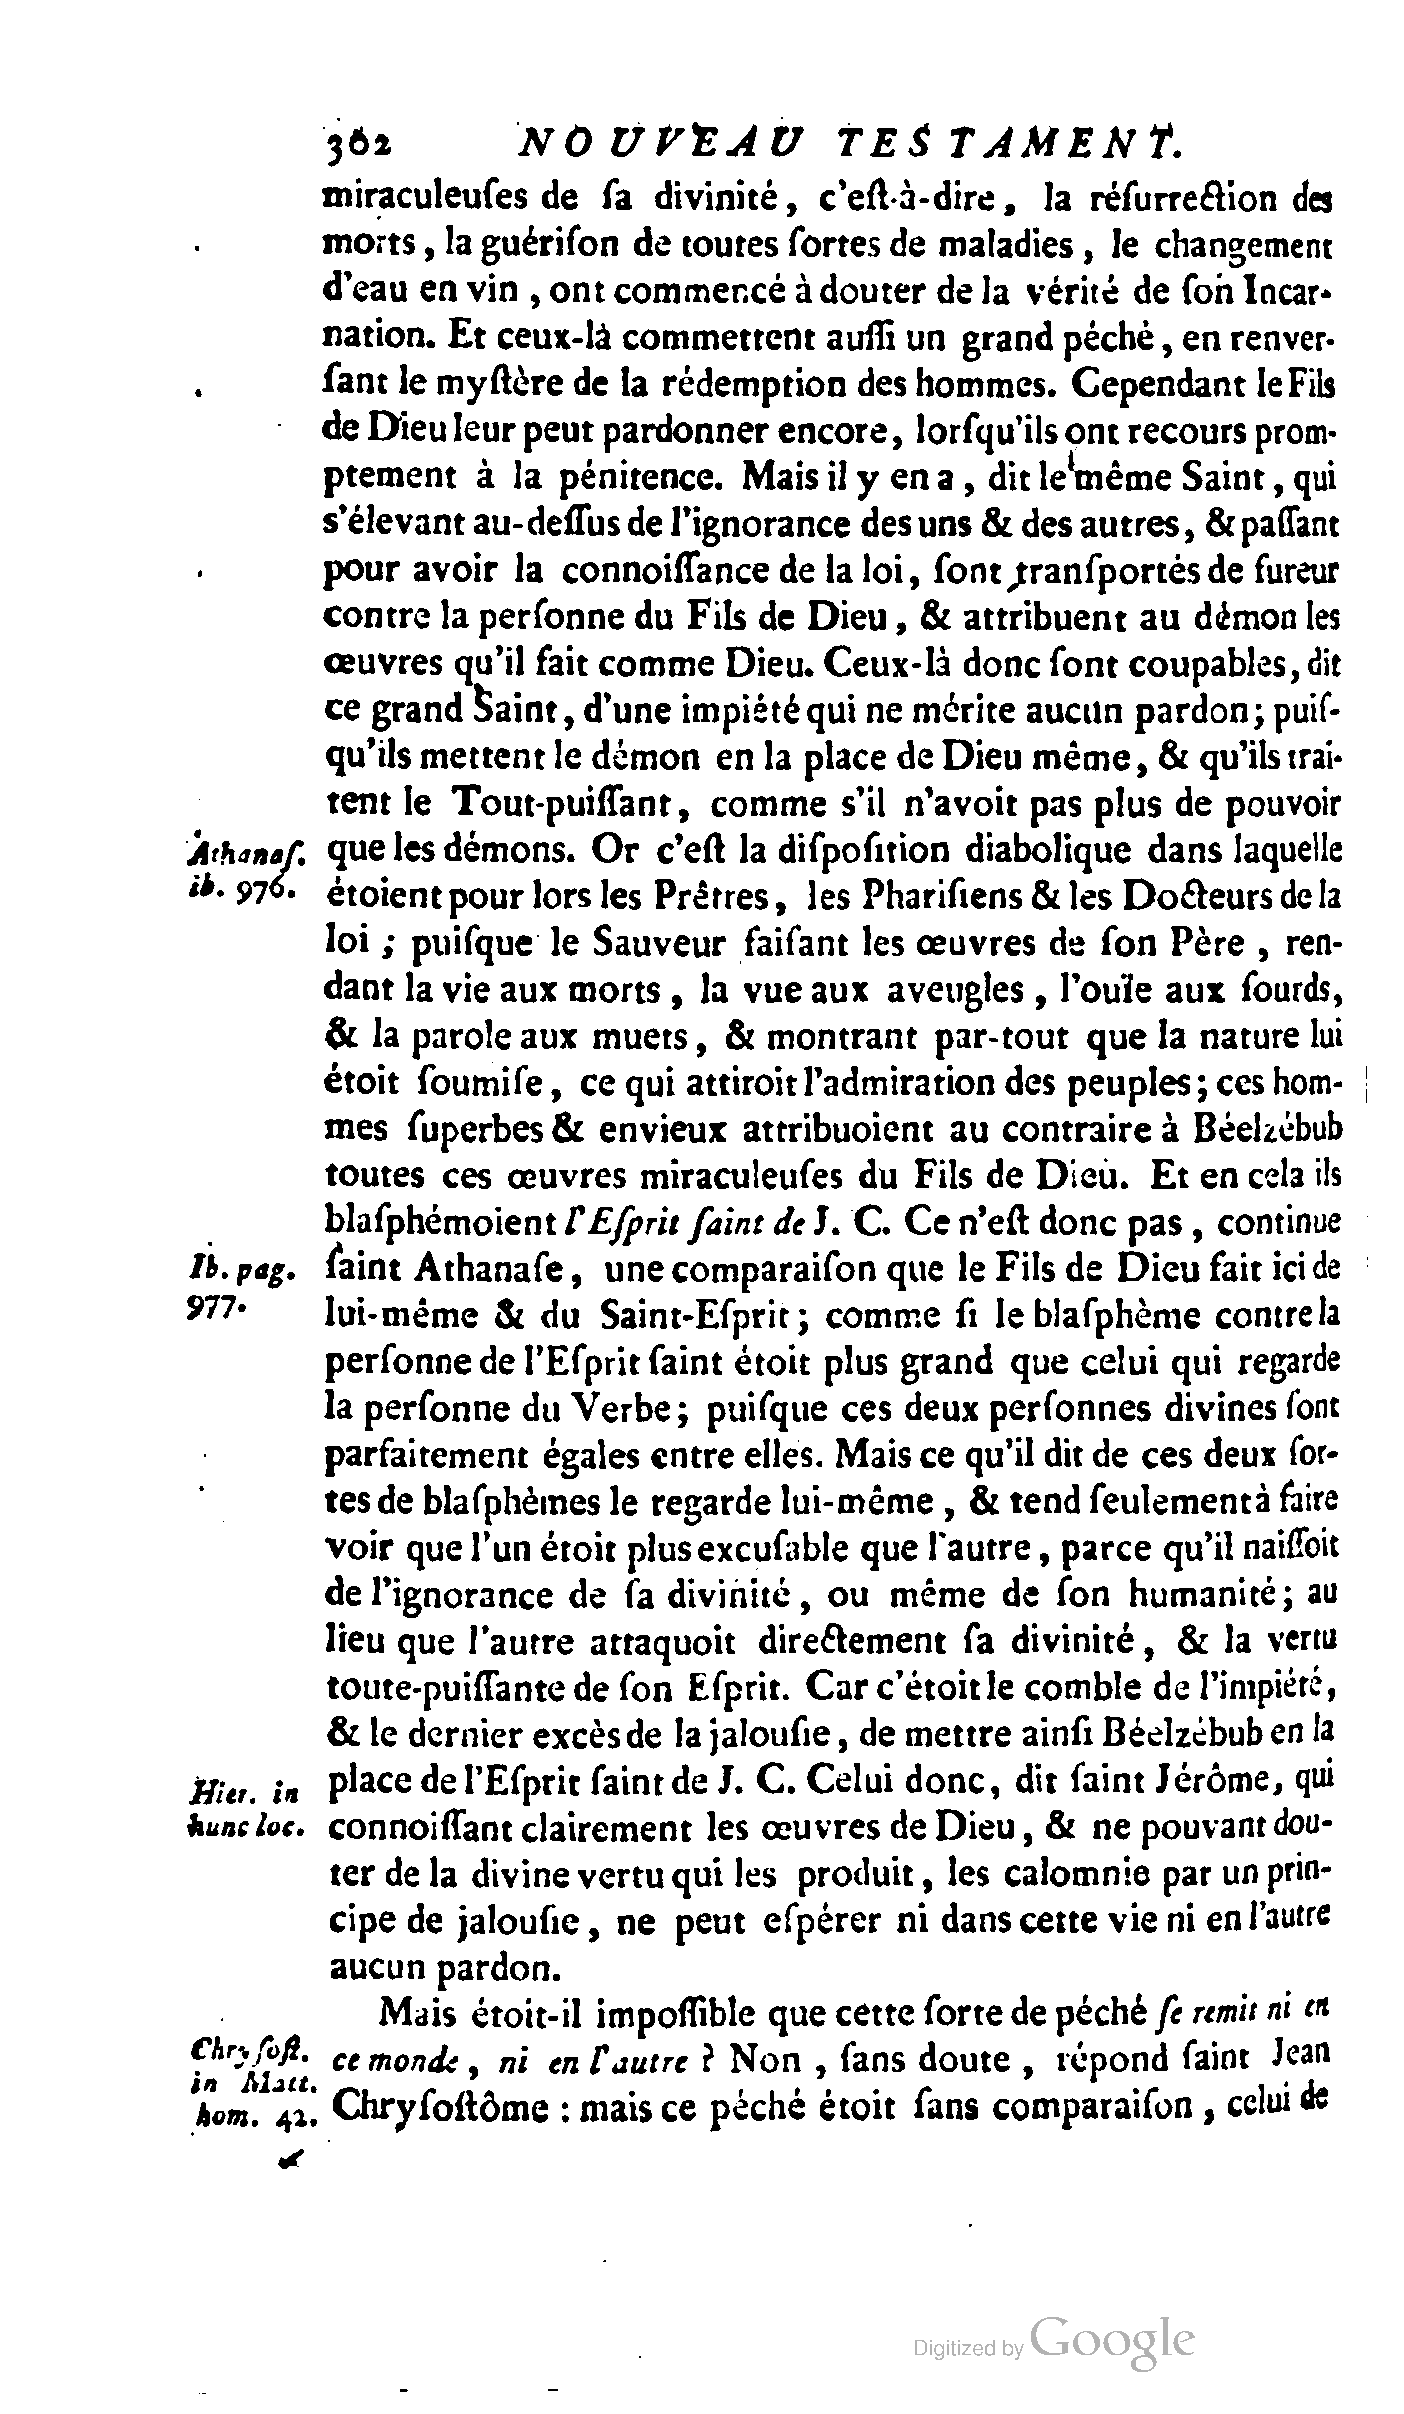 362 NOUVEAU TESTAMENT.
miraculeuſes de ſa divinité, c'eſt-à-dire, la réſurrection des
morts, la guériſon de toutes ſortes de maladies, le changement
d'eau en vin, ont commencé à douter de la vérité de ſon Incar-
nation. Et ceux-là commettent auſſi un grand péché, en renver-
ſant le myſtère de la rédemption des hommes. Cependant le Fils
de Dieu leur peut pardonner encore, lorſqu'ils ont recours prom-
ptement à la pénitence. Mais il y en a, dit le même Saint, qui
s'élevant au-deſſus de l'ignorance des uns & des autres, & paſſant
pour avoir la connoiſſance de la loi, ſont tranſportés de fureur
contre la perſonne du Fils de Dieu, & attribuent au démon les
œuvres qu'il fait comme Dieu. Ceux-là donc ſont coupables, dit
ce grand Saint, d'une impiété qui ne mérite aucun pardon; puiſ-
qu'ils mettent le démon en la place de Dieu même, & qu'ils trai-
tent le Tout-puiſſant, comme s'il n'avoit pas plus de pouvoir
Athanaſ. que les démons. Or c'eſt la diſpoſition diabolique dans laquelle
ib. 976. étoient pour lors les Prêtres, les Phariſiens & les Docteurs de la
loi; puiſque le Sauveur faiſant les œuvres de ſon Père, ren-
dant la vie aux morts, la vue aux aveugles, l'ouïe aux ſourds,
& la parole aux muets, & montrant par-tout que la nature lui
étoit ſoumiſe, ce qui attiroit l'admiration des peuples; ces hom-
mes ſuperbes & envieux attribuoient au contraire à Béelzébub
toutes ces œuvres miraculeuſes du Fils de Dieu. Et en cela ils
blaſphémoient l'Eſprit ſaint de J. C. Ce n'eſt donc pas, continue
Ib. pag. ſaint Athanaſe, une comparaiſon que le Fils de Dieu fait ici de
977. lui-même & du Saint-Eſprit; comme ſi le blaſphème contre la
perſonne de l'Eſprit ſaint étoit plus grand que celui qui regarde
la perſonne du Verbe; puiſque ces deux perſonnes divines ſont
parfaitement égales entre elles. Mais ce qu'il dit de ces deux ſor-
tes de blaſphèmes le regarde lui-même, & tend ſeulement à faire
voir que l'un étoit plus excuſable que l'autre, parce qu'il naiſſoit
de l'ignorance de ſa divinité, ou même de ſon humanité; au
lieu que l'autre attaquoit directement ſa divinité, & la vertu
toute-puiſſante de ſon Eſprit. Car c'étoit le comble de l'impiété,
& le dernier excès de la jalouſie, de mettre ainſi Béelzébub en la
Hier. in place de l'Eſprit ſaint de J. C. Celui donc, dit ſaint Jérôme, qui
hunc loc. connoiſſant clairement les œuvres de Dieu, & ne pouvant dou-
ter de la divine vertu qui les produit, les calomnie par un prin-
cipe de jalouſie, ne peut eſpérer ni dans cette vie ni en l'autre
aucun pardon.
Mais étoit-il impoſſible que cette ſorte de péché ſe remît ni en
Chryſoſt. ce monde, ni en l'autre? Non, ſans doute, répond ſaint Jean
in Matt.
hom. 42. Chryſoſtôme: mais ce péché étoit ſans comparaiſon, celui de
Digitized by Google